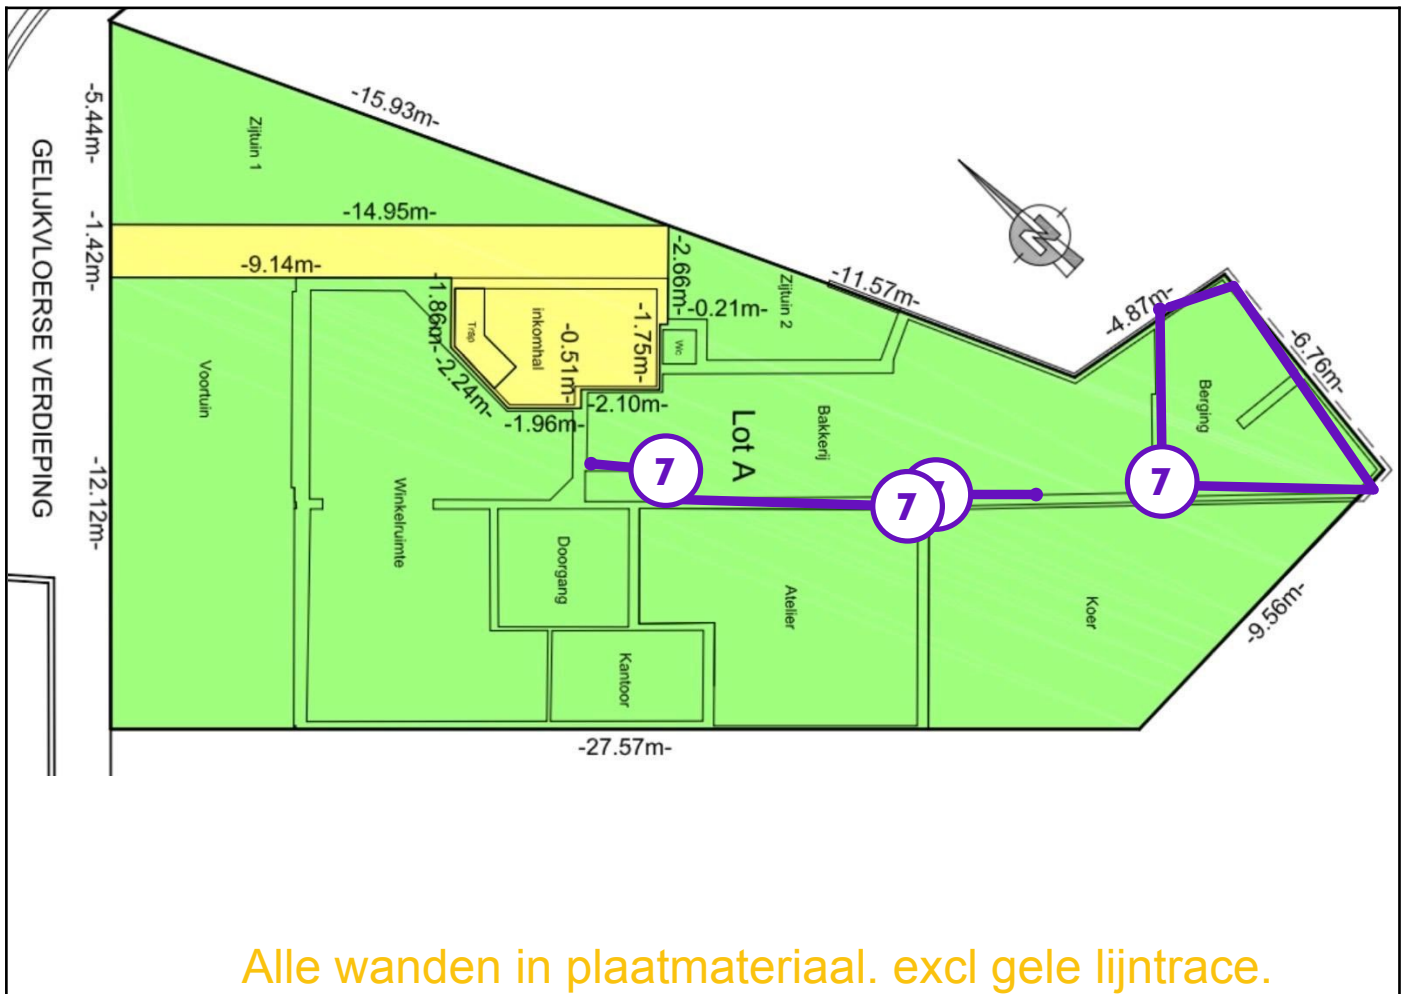 -5.44m-
-15.93m-
Zijtuin 1
GELIJKVLOERSE VERDIEPING
-1.42m-
-14.95m-
-9.14m-
-2.66m-
-0.21m-
Zijtuin 2
-11.57m-
N
-4.87m-
-6.76m-
-1.86m-
Trap
inkomhal
-0.51m-
-1.75m-
Wc
-2.24m-
-1.96m-
-2.10m-
Voortuin
Lot A
Bakkerij
Berging
-12.12m-
Winkelruimte
7
7
7
Doorgang
Atelier
Koer
-9.56m-
Kantoor
-27.57m-
Alle wanden in plaatmateriaal. excl gele lijntrace.